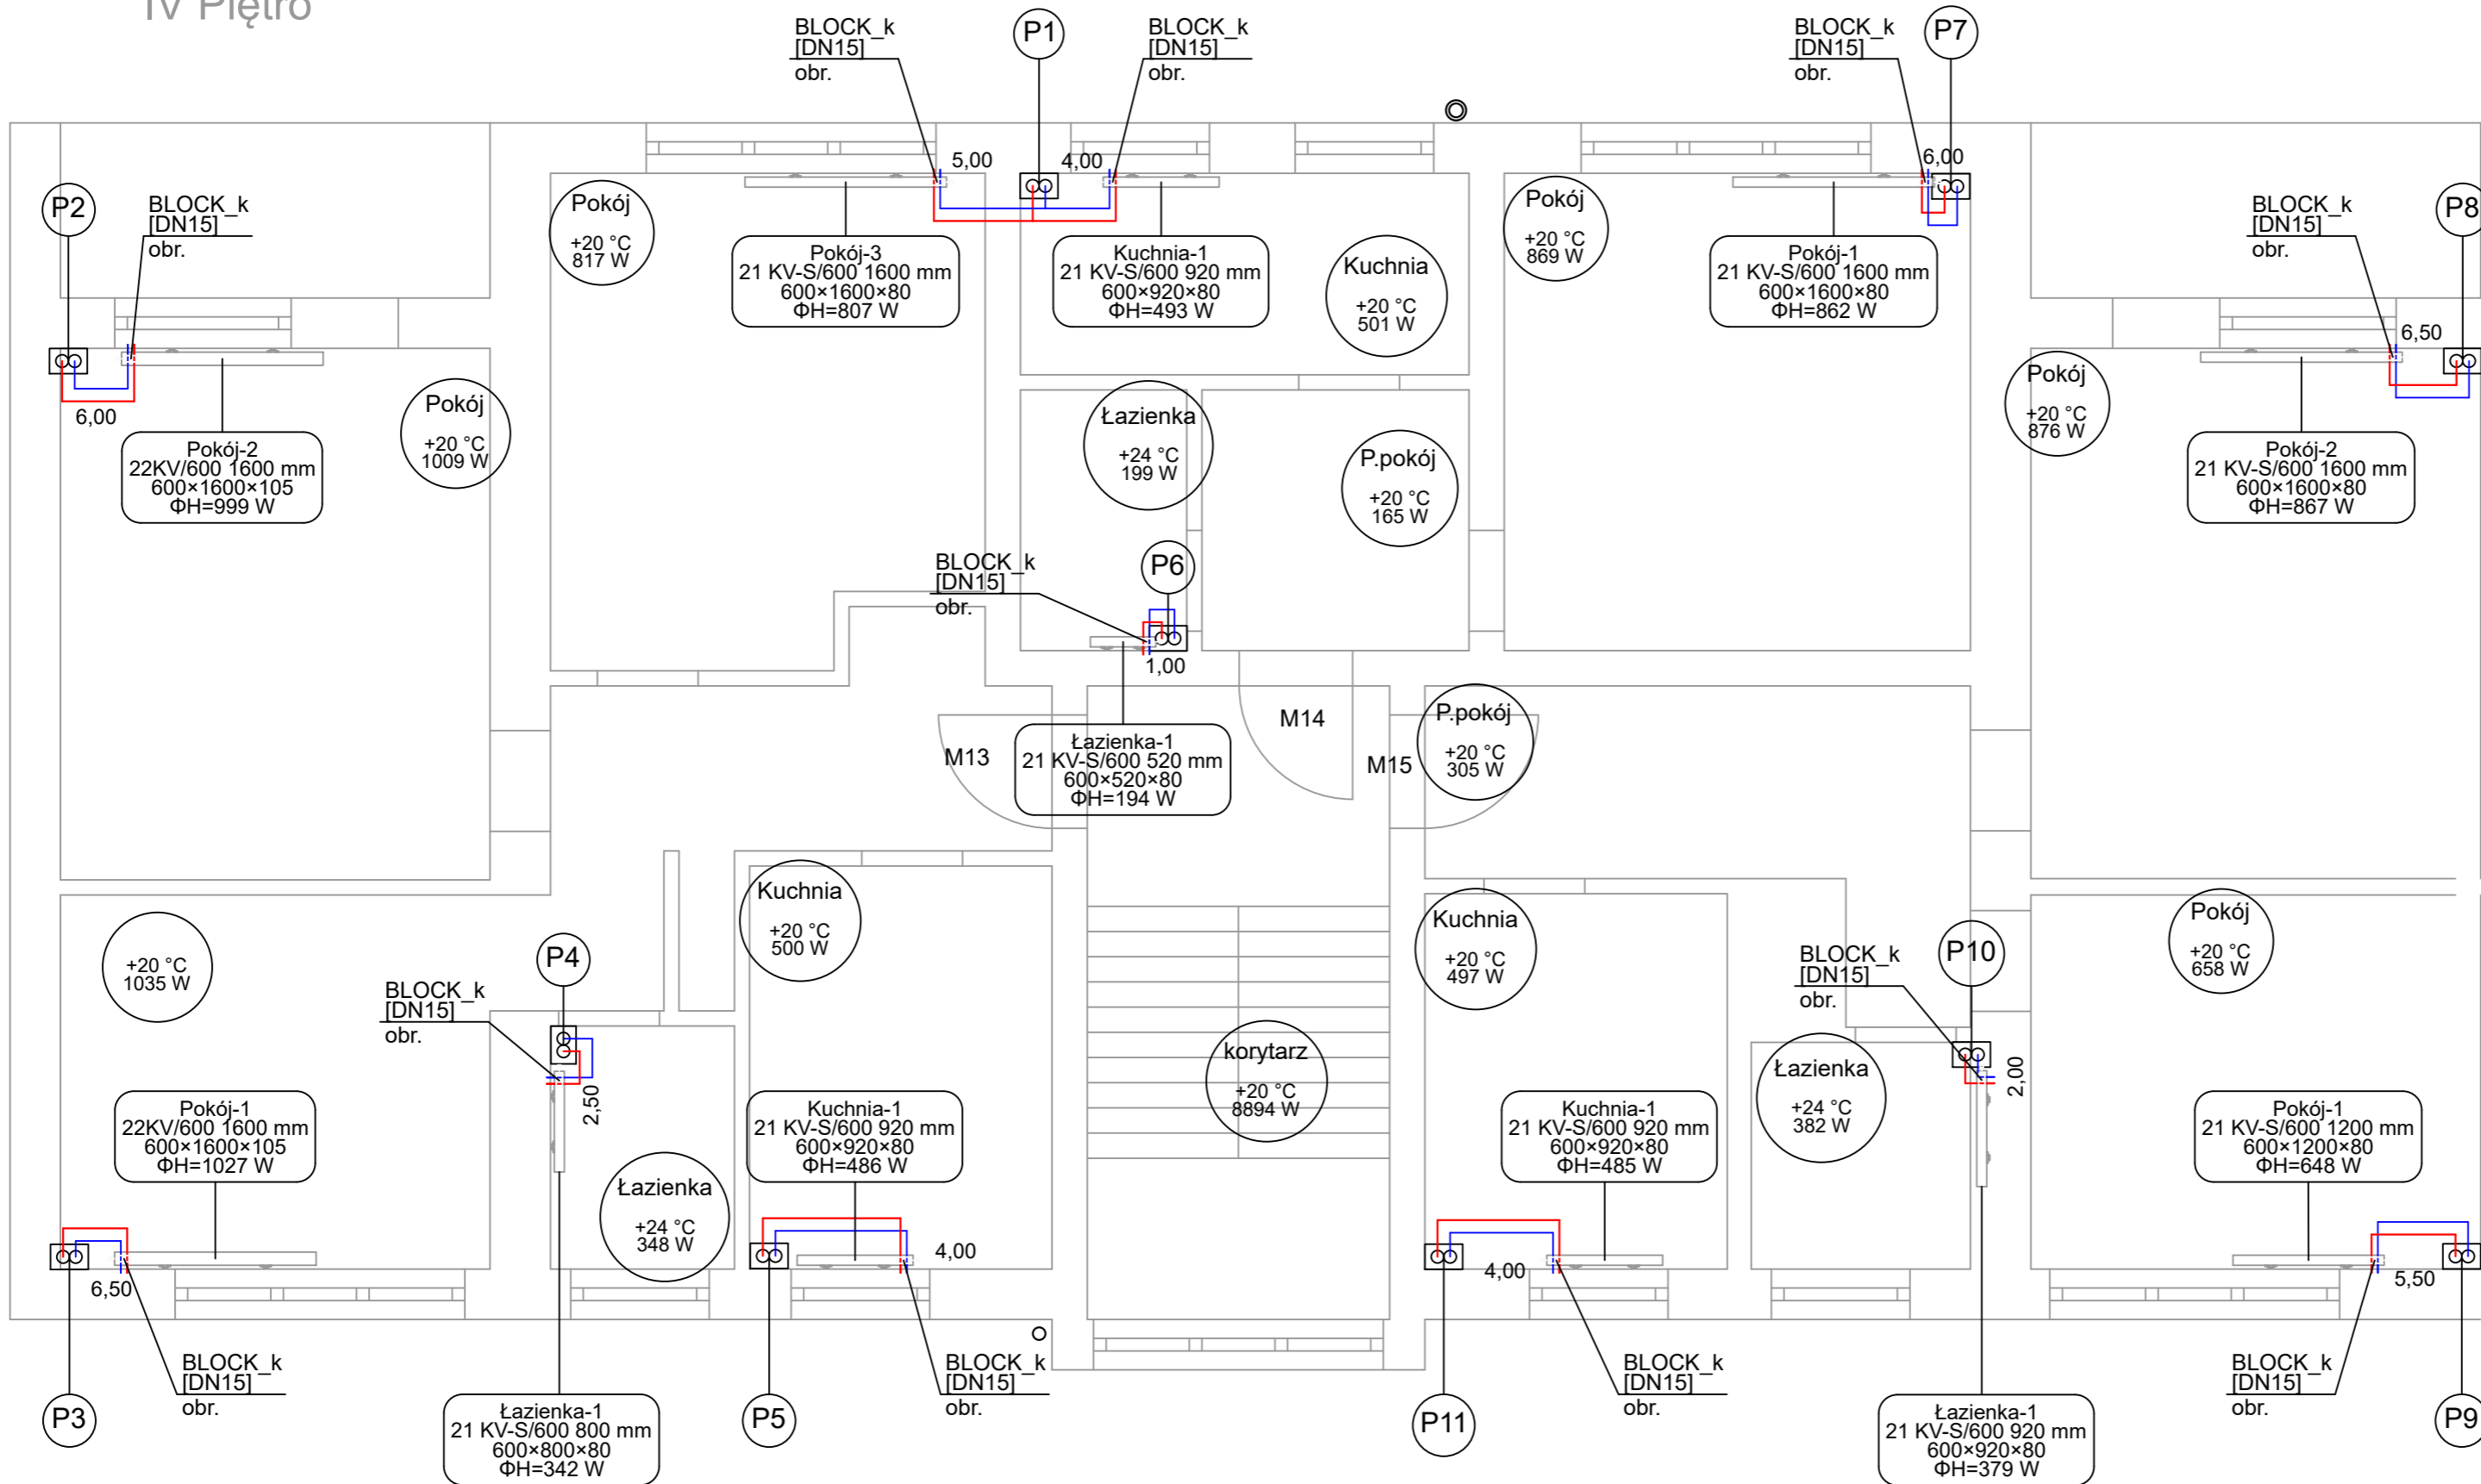 IV Piętro
BLOCK_k
[DN15]
obr.
P1
BLOCK_k
[DN15]
obr.
BLOCK_k
[DN15]
obr.
P7
5,00
4,00
6,00
P2
BLOCK_k
[DN15]
obr.
Pokój
+20 °C
817 W
Pokój-3
21 KV-S/600 1600 mm
600×1600×80
ΦH=807 W
Kuchnia-1
21 KV-S/600 920 mm
600×920×80
ΦH=493 W
Kuchnia
+20 °C
501 W
Pokój
+20 °C
869 W
Pokój-1
21 KV-S/600 1600 mm
600×1600×80
ΦH=862 W
BLOCK_k
[DN15]
obr.
P8
6,50
6,00
Pokój-2
22KV/600 1600 mm
600×1600×105
ΦH=999 W
Pokój
+20 °C
1009 W
Łazienka
+24 °C
199 W
P.pokój
+20 °C
165 W
Pokój
+20 °C
876 W
Pokój-2
21 KV-S/600 1600 mm
600×1600×80
ΦH=867 W
BLOCK_k
[DN15]
obr.
P6
1,00
M13
Łazienka-1
21 KV-S/600 520 mm
600×520×80
ΦH=194 W
M14
M15
P.pokój
+20 °C
305 W
+20 °C
1035 W
BLOCK_k
[DN15]
obr.
P4
2,50
Kuchnia
+20 °C
500 W
Kuchnia
+20 °C
497 W
BLOCK_k
[DN15]
obr.
P10
2,00
Pokój
+20 °C
658 W
korytarz
+20 °C
8894 W
Łazienka
+24 °C
382 W
Pokój-1
22KV/600 1600 mm
600×1600×105
ΦH=1027 W
Łazienka
+24 °C
348 W
Kuchnia-1
21 KV-S/600 920 mm
600×920×80
ΦH=486 W
Kuchnia-1
21 KV-S/600 920 mm
600×920×80
ΦH=485 W
Pokój-1
21 KV-S/600 1200 mm
600×1200×80
ΦH=648 W
6,50
4,00
4,00
5,50
P3
BLOCK_k
[DN15]
obr.
Łazienka-1
21 KV-S/600 800 mm
600×800×80
ΦH=342 W
P5
BLOCK_k
[DN15]
obr.
P11
BLOCK_k
[DN15]
obr.
Łazienka-1
21 KV-S/600 920 mm
600×920×80
ΦH=379 W
BLOCK_k
[DN15]
obr.
P9